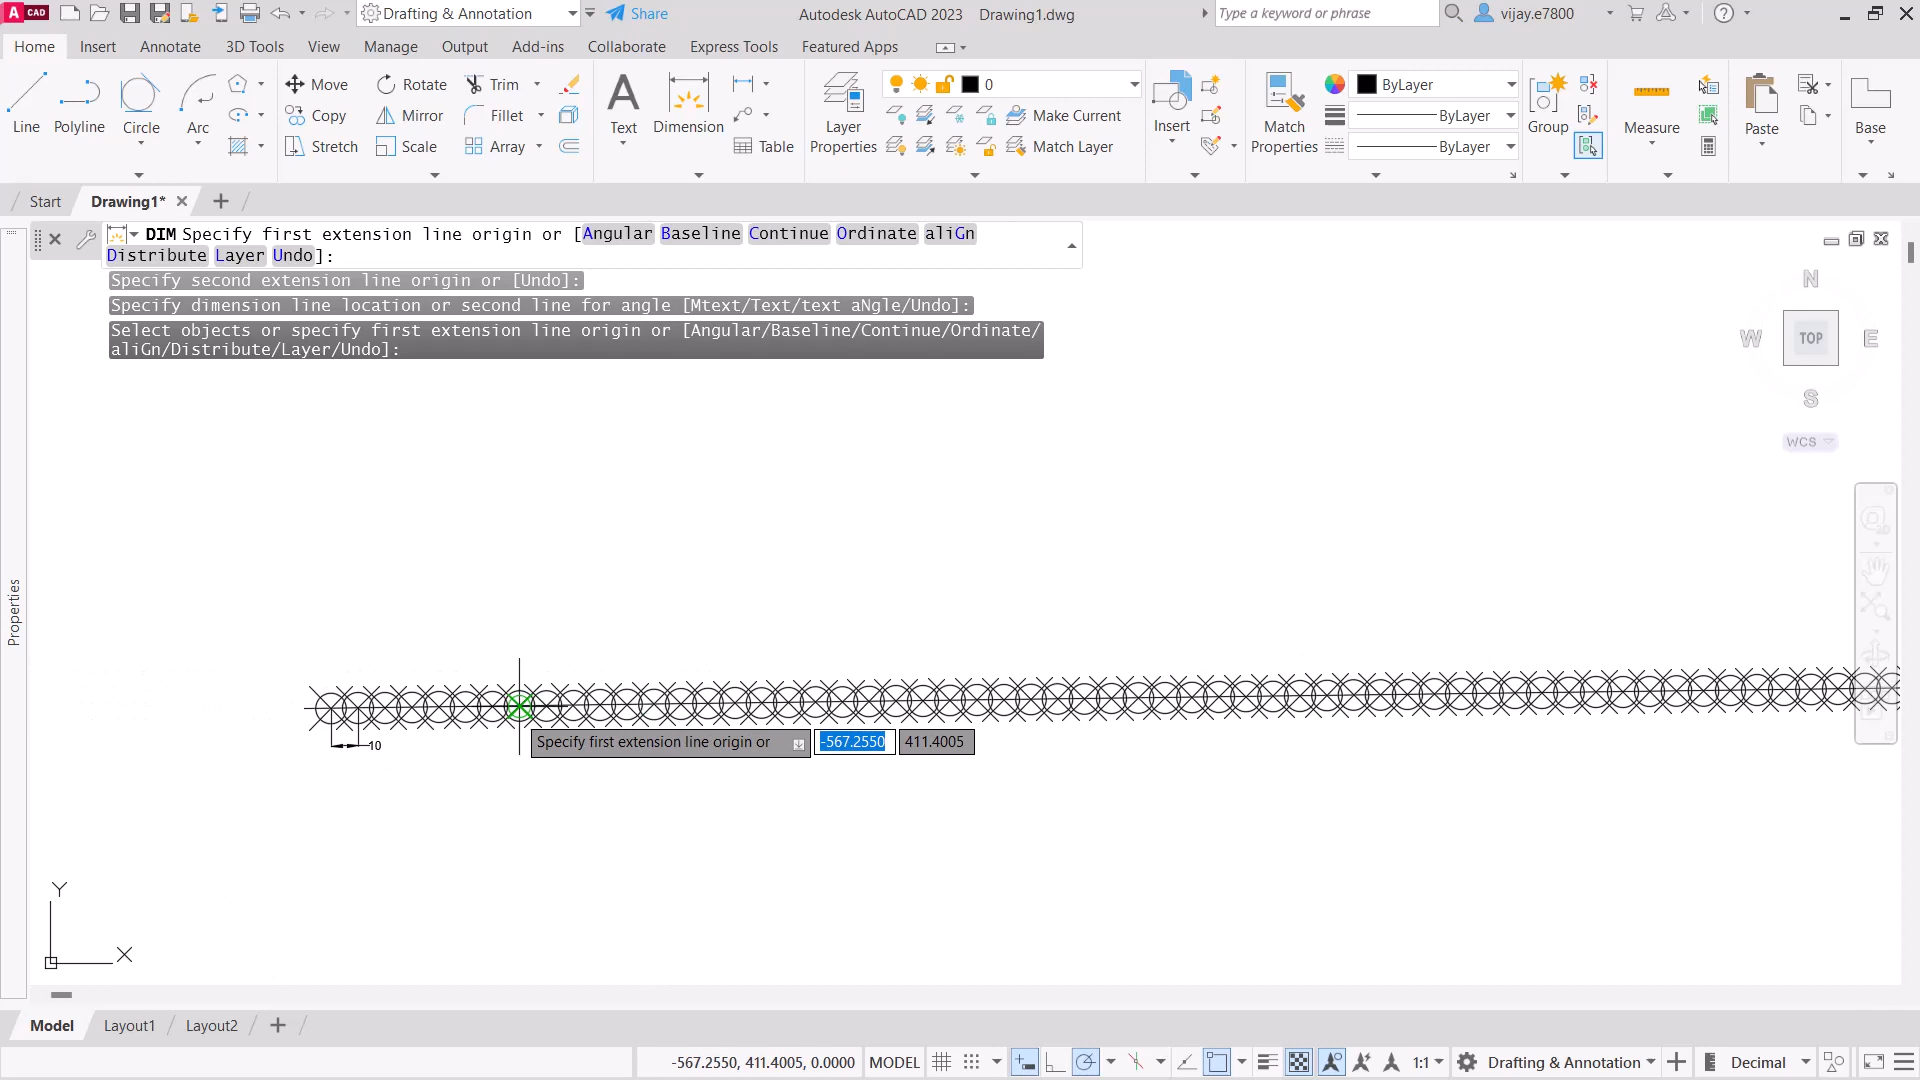 A CAD
Drafting & Annotation
Share
Autodesk AutoCAD 2023 Drawing1.dwg
Type a keyword or phrase
vijay.e7800
Home Insert Annotate 3D Tools View Manage Output Add-ins Collaborate Express Tools Featured Apps
Line
Polyline
Circle
Arc
Move
Rotate
Trim
Copy
Mirror
Fillet
Stretch
Scale
Array
Text
Dimension
Table
Layer
Properties
0
Make Current
Match Layer
Insert
Match
Properties
ByLayer
ByLayer
ByLayer
Group
Measure
Paste
Base
Start
Drawing1*
DIM Specify first extension line origin or [Angular Baseline Continue Ordinate aliGn
Distribute Layer Undo]:
Specify second extension line origin or [Undo]:
Specify dimension line location or second line for angle [Mtext/Text/text aNgle/Undo]:
Select objects or specify first extension line origin or [Angular/Baseline/Continue/Ordinate/
aliGn/Distribute/Layer/Undo]:
N
W TOP E
S
WCS
Properties
10
Specify first extension line origin or -567.2550 411.4005
Y
X
Model Layout1 Layout2
-567.2550, 411.4005, 0.0000 MODEL 1:1 Drafting & Annotation Decimal